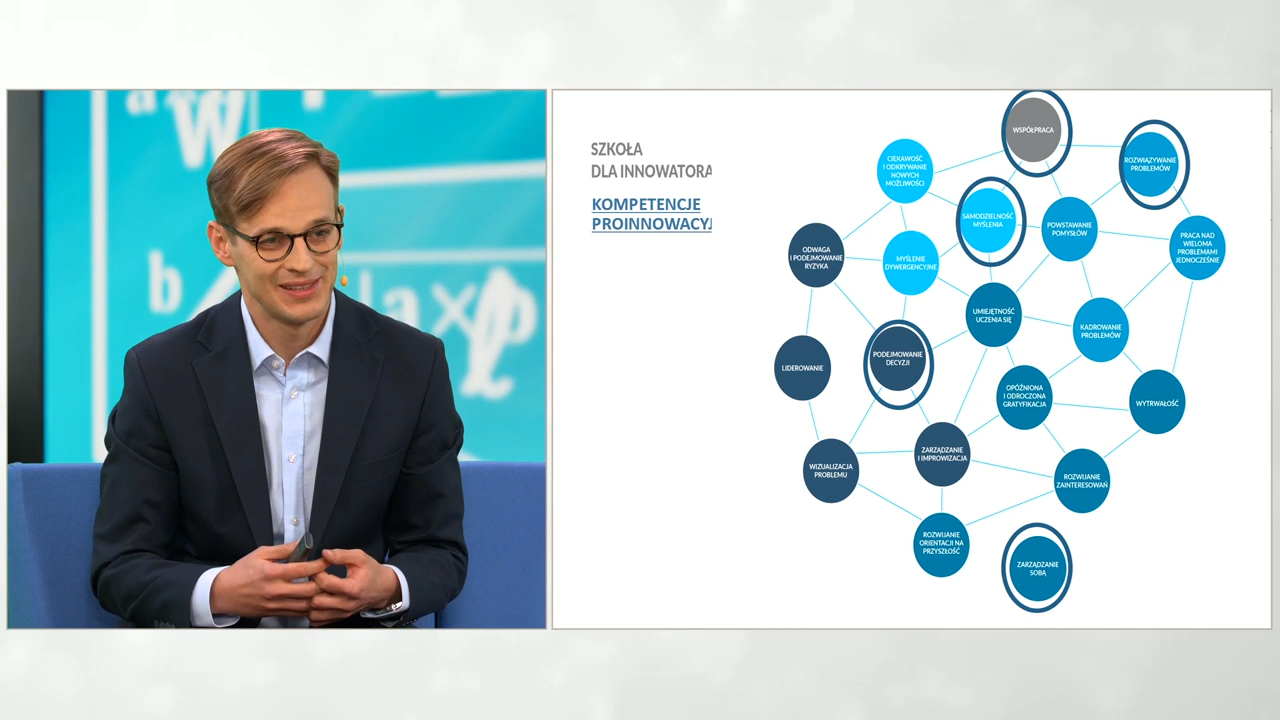 SZKOŁA
DLA INNOWATORA
KOMPETENCJE
PROINNOWACYJ
WSPÓŁPRACA
CIEKAWOŚĆ
I ODKRYWANIE
NOWYCH
MOŻLIWOŚCI
ROZWIĄZYWANIE
PROBLEMÓW
SAMODZIELNOŚĆ
MYŚLENIA
POWSTAWANIE
POMYSŁÓW
PRACA NAD
WIELOMA
PROBLEMAMI
JEDNOCZEŚNIE
ODWAGA
I PODEJMOWANIE
RYZYKA
MYŚLENIE
DYWERGENCYJNE
UMIEJĘTNOŚĆ
UCZENIA SIĘ
KADROWANIE
PROBLEMÓW
LIDEROWANIE
PODEJMOWANIE
DECYZJI
OPÓŹNIONA
I ODROCZONA
GRATYFIKACJA
WYTRWAŁOŚĆ
WIZUALIZACJA
PROBLEMU
ZARZĄDZANIE
I IMPROWIZACJA
ROZWIJANIE
ZAINTERESOWAŃ
ROZWIJANIE
ORIENTACJI NA
PRZYSZŁOŚĆ
ZARZĄDZANIE
SOBĄ